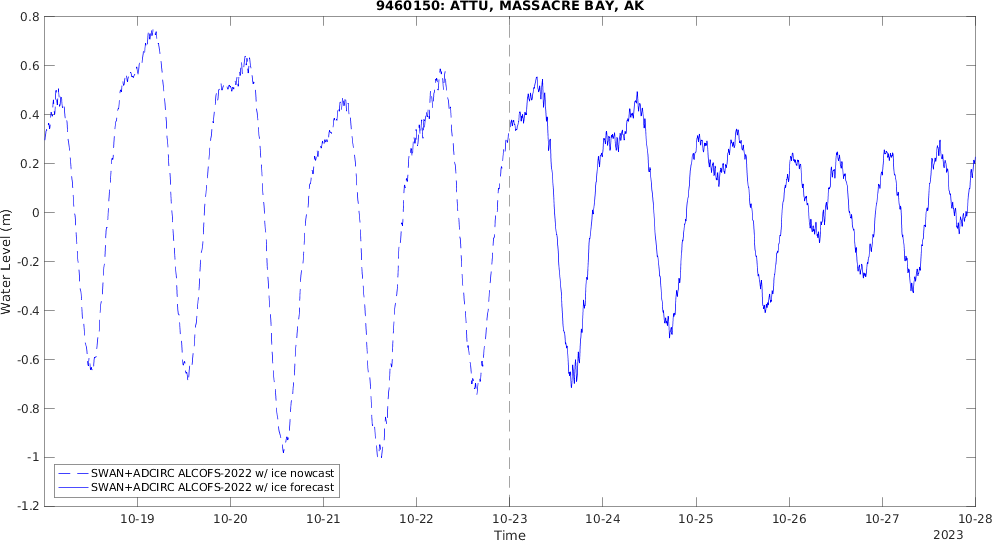 9460150: ATTU, MASSACRE BAY, AK
0.8
0.6
0.4
0.2
0
-0.2
-0.4
-0.6
-0.8
-1
-1.2
Water Level (m)
SWAN+ADCIRC ALCOFS-2022 w/ ice nowcast
SWAN+ADCIRC ALCOFS-2022 w/ ice forecast
10-19 10-20 10-21 10-22 10-23 10-24 10-25 10-26 10-27 10-28
Time
2023